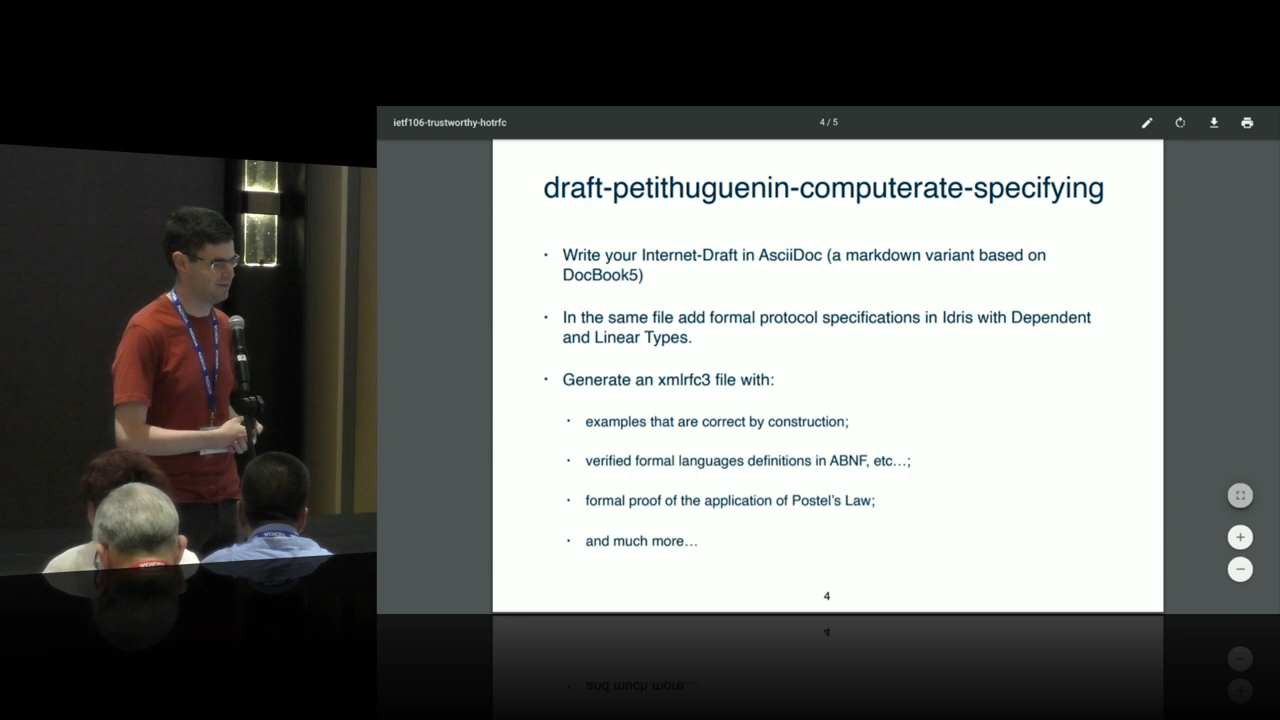 ietf106-trustworthy-hotrfc
4 / 5
draft-petithuguenin-computerate-specifying
· Write your Internet-Draft in AsciiDoc (a markdown variant based on
DocBook5)
· In the same file add formal protocol specifications in Idris with Dependent
and Linear Types.
· Generate an xmlrfc3 file with:
· examples that are correct by construction;
· verified formal languages definitions in ABNF, etc…;
· formal proof of the application of Postel's Law;
· and much more…
4